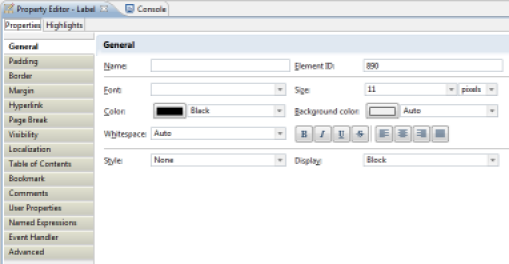 Property Editor - Label Console
Properties Highlights
General General
Padding Name: Element ID: 890
Border
Margin Font: Size: 11 pixels
Hyperlink Color: Black Background color: Auto
Page Break
Visibility Whitespace: Auto B I U S
Localization
Table of Contents Style: None Display: Block
Bookmark
Comments
User Properties
Named Expressions
Event Handler
Advanced